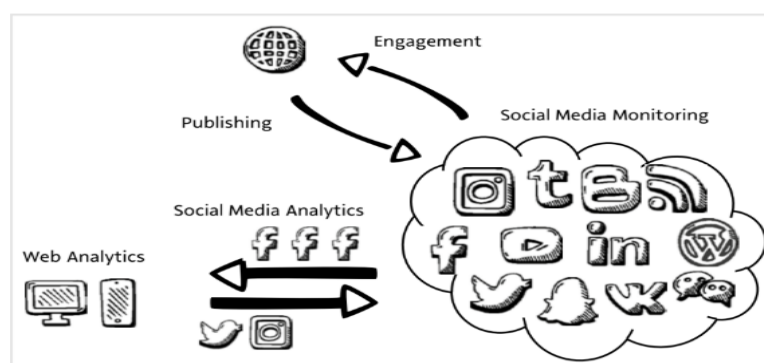 Engagement
Social Media Monitoring
Publishing
Social Media Analytics
Web Analytics